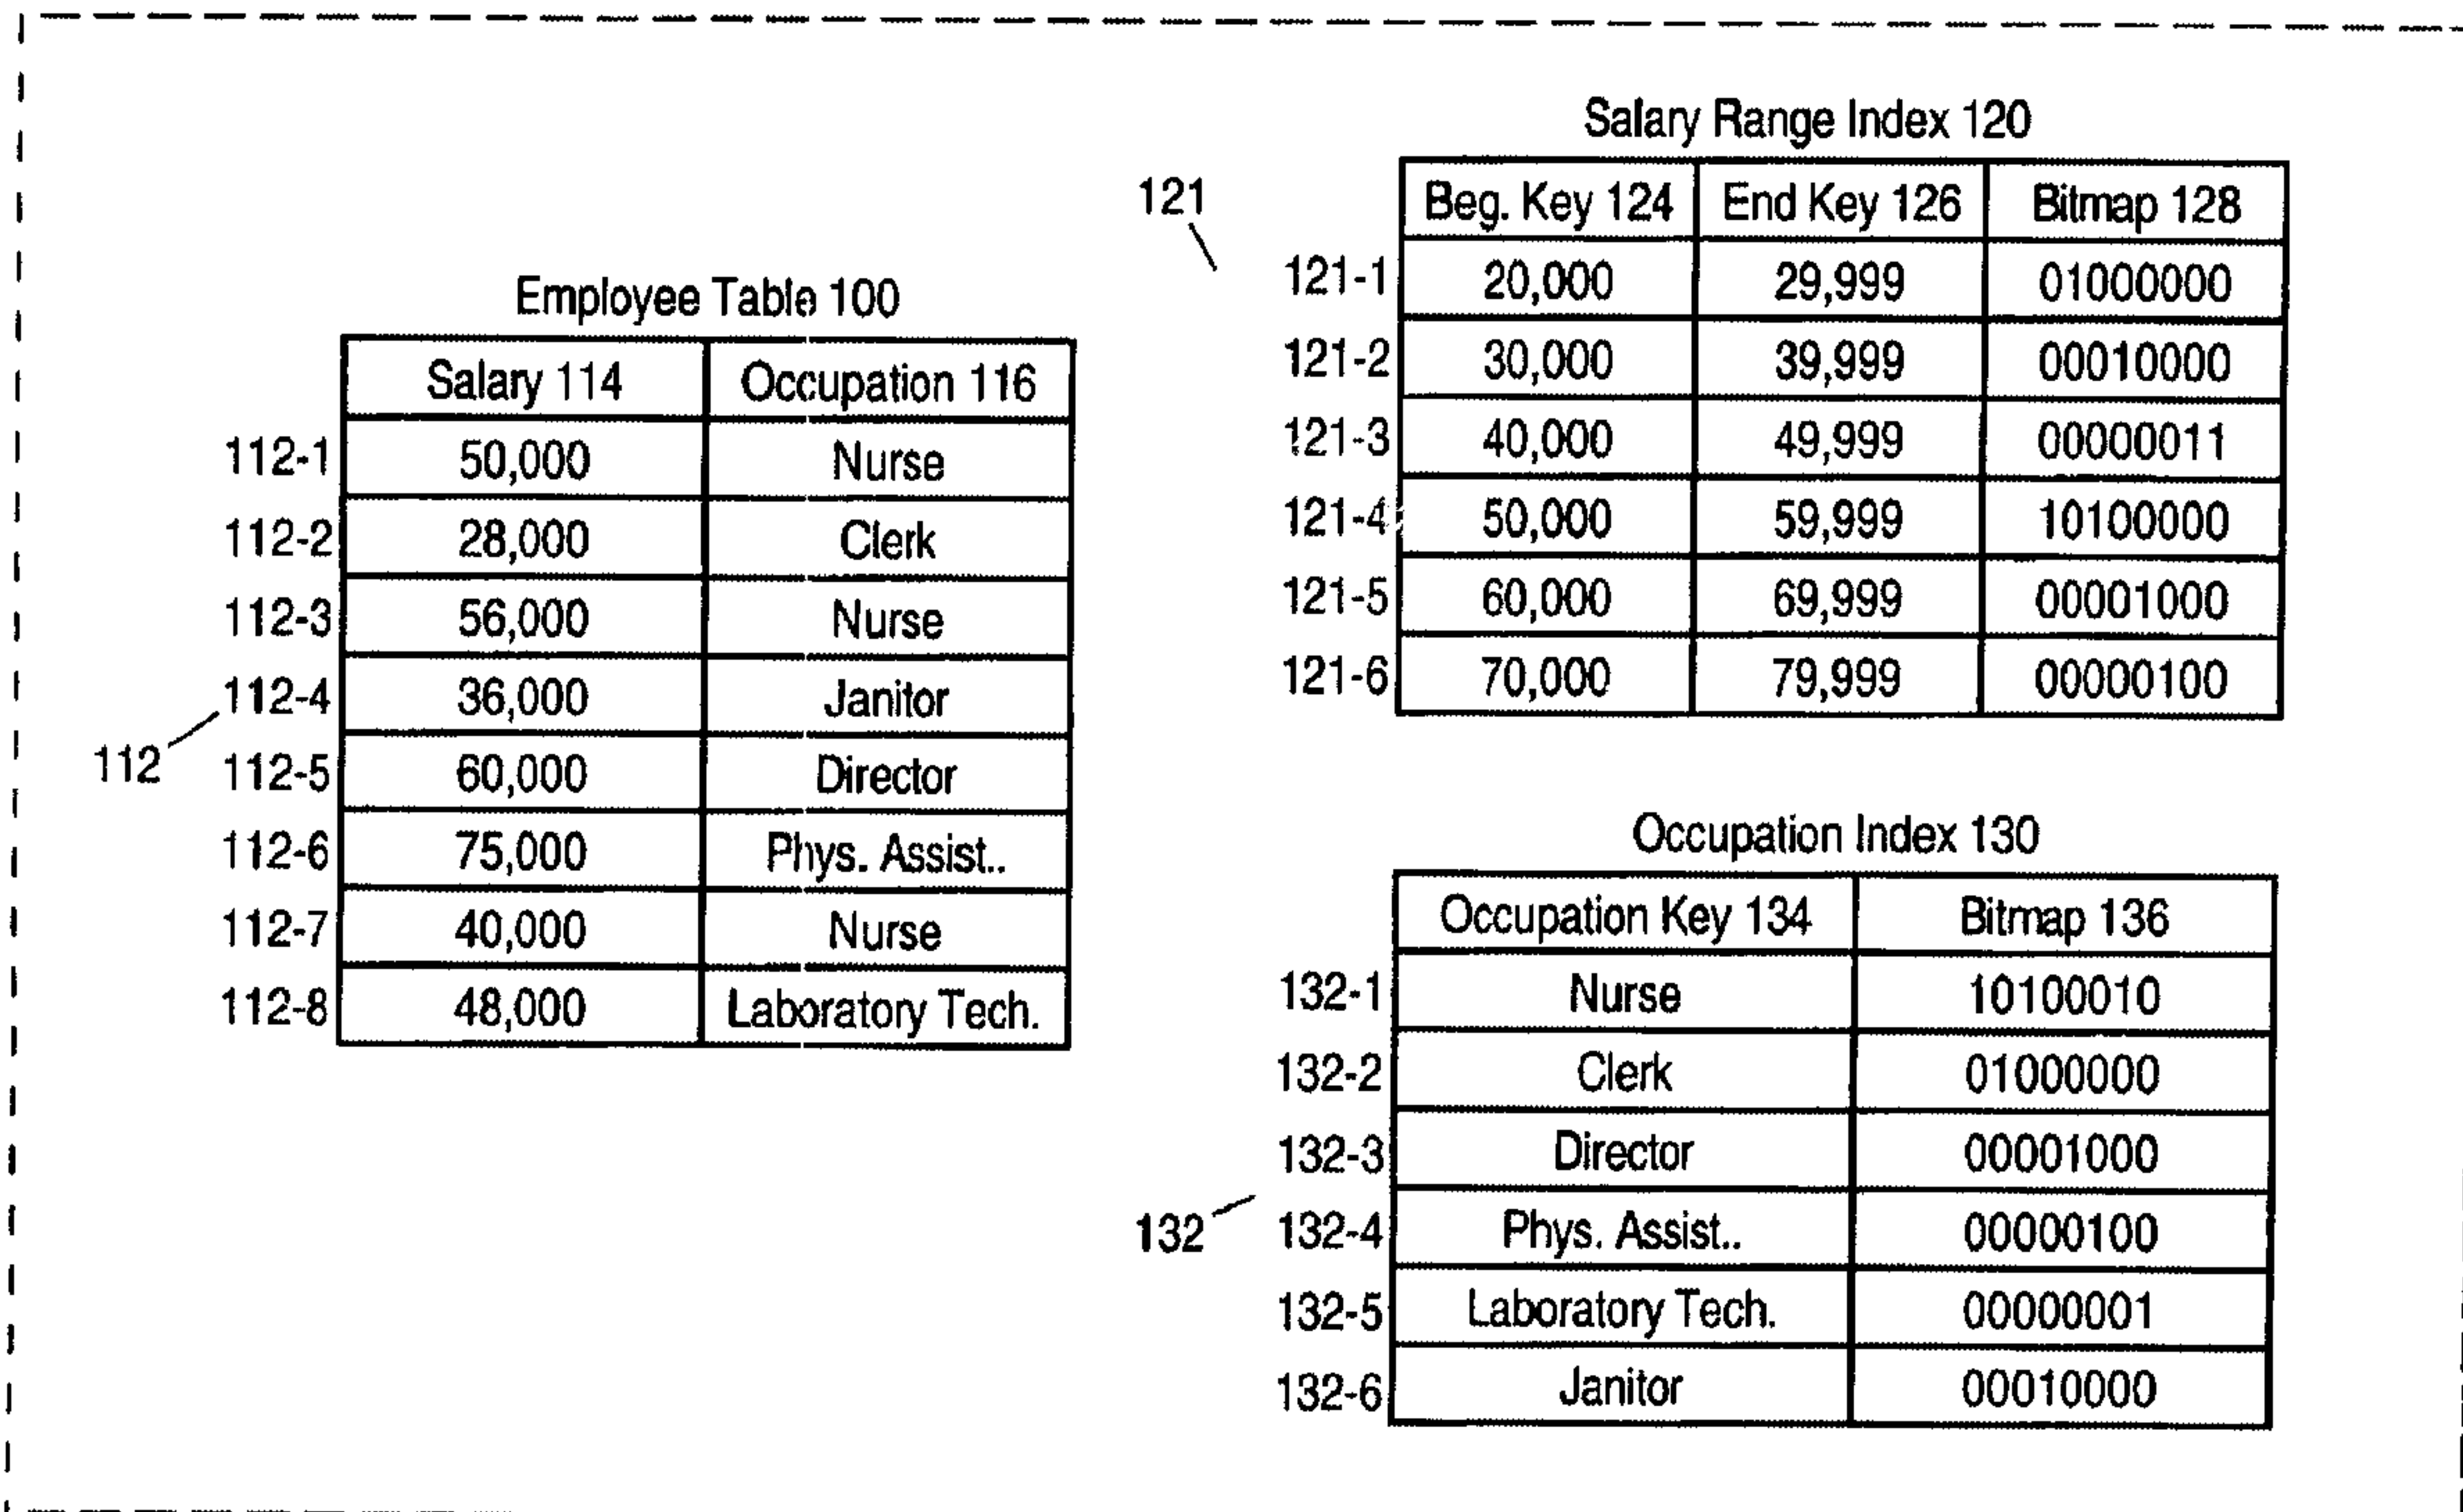 Employee Table 100
Salary 114 Occupation 116
112-1 50,000 Nurse
112-2 28,000 Clerk
112-3 56,000 Nurse
112-4 36,000 Janitor
112
112-5 60,000 Director
112-6 75,000 Phys. Assist..
112-7 40,000 Nurse
112-8 48,000 Laboratory Tech.
Salary Range Index 120
121
Beg. Key 124 End Key 126 Bitmap 128
121-1 20,000 29,999 01000000
121-2 30,000 39,999 00010000
121-3 40,000 49,999 00000011
121-4 50,000 59,999 10100000
121-5 60,000 69,999 00001000
121-6 70,000 79,999 00000100
Occupation Index 130
Occupation Key 134 Bitmap 136
132-1 Nurse 10100010
132-2 Clerk 01000000
132-3 Director 00001000
132
132-4 Phys. Assist.. 00000100
132-5 Laboratory Tech. 00000001
132-6 Janitor 00010000